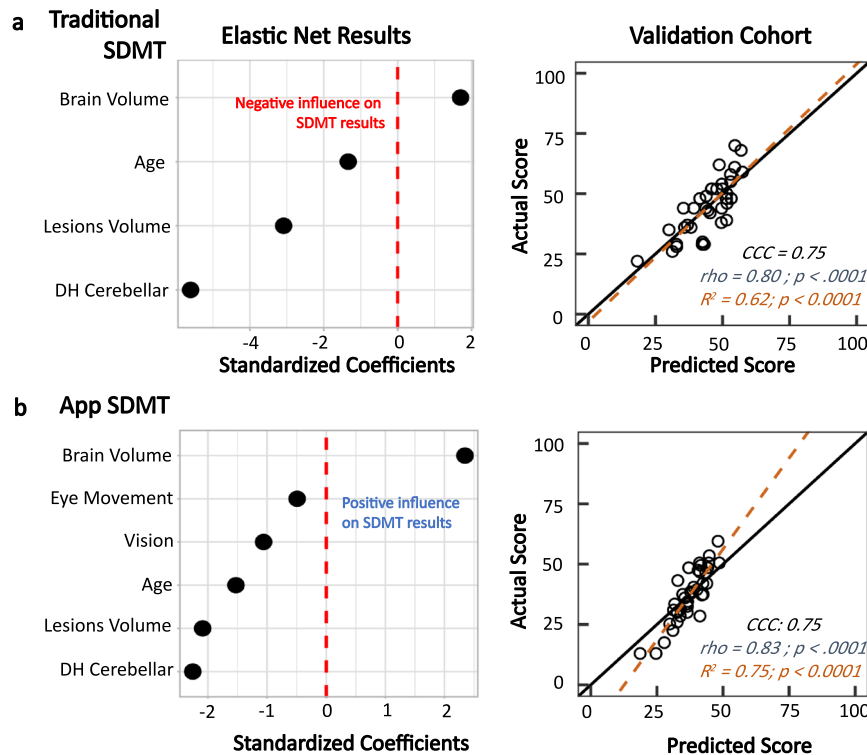 a
Traditional
SDMT
Elastic Net Results
Brain Volume
Age
Lesions Volume
DH Cerebellar
Negative influence on
SDMT results
-4
-2
0
2
Standardized Coefficients
Validation Cohort
Actual Score
100
75
50
25
0
CCC = 0.75
rho = 0.80 ; p < .0001
R² = 0.62; p < 0.0001
0
25
50
75
100
Predicted Score
b
App SDMT
Brain Volume
Eye Movement
Vision
Age
Lesions Volume
DH Cerebellar
Positive influence
on SDMT results
-2
-1
0
1
2
Standardized Coefficients
Actual Score
100
75
50
25
0
CCC: 0.75
rho = 0.83 ; p < .0001
R² = 0.75; p < 0.0001
0
25
50
75
100
Predicted Score